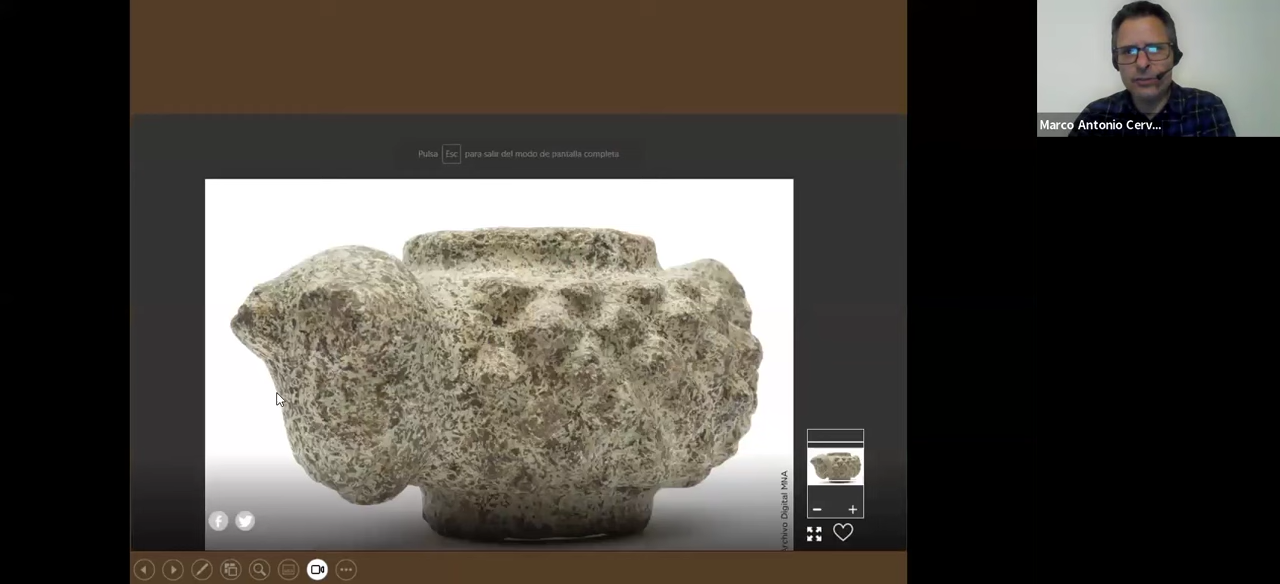 Marco Antonio Cerv...
Pulsa Esc para salir del modo de pantalla completa
Archivo Digital MNA